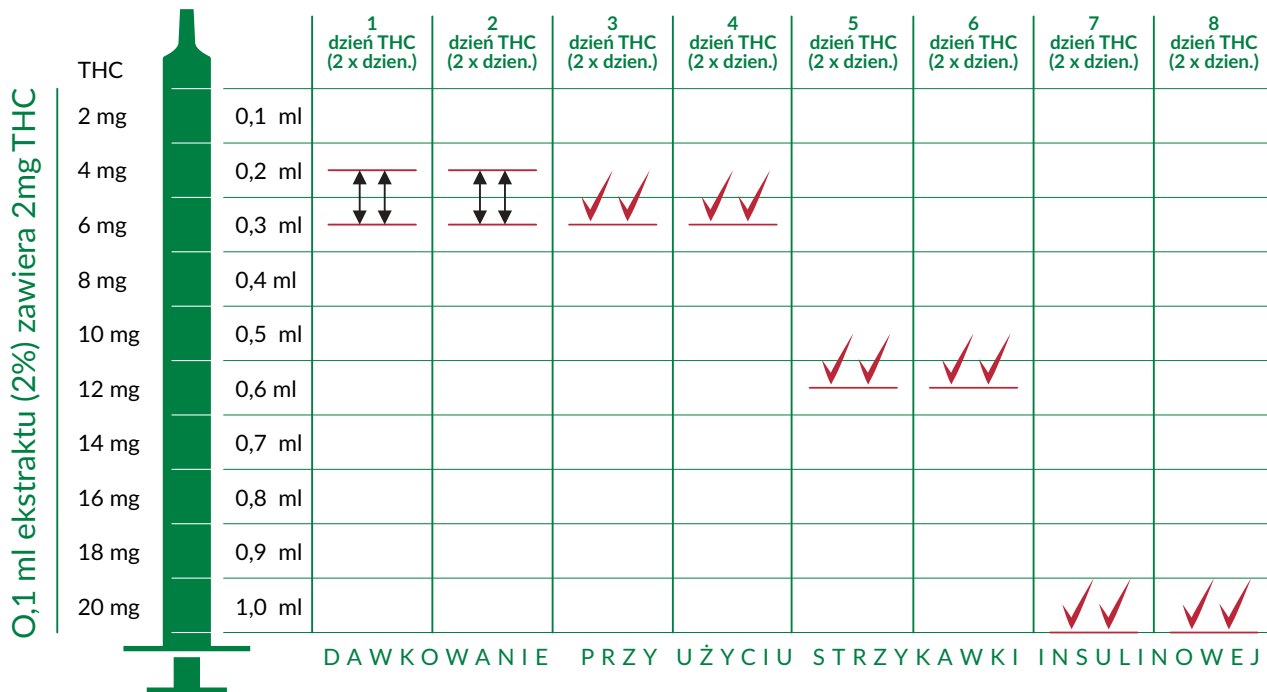 1 dzień THC (2 x dzien.)
2 dzień THC (2 x dzien.)
3 dzień THC (2 x dzien.)
4 dzień THC (2 x dzien.)
5 dzień THC (2 x dzien.)
6 dzień THC (2 x dzien.)
7 dzień THC (2 x dzien.)
8 dzień THC (2 x dzien.)
THC
2 mg 0,1 ml
4 mg 0,2 ml
6 mg 0,3 ml
8 mg 0,4 ml
10 mg 0,5 ml
12 mg 0,6 ml
14 mg 0,7 ml
16 mg 0,8 ml
18 mg 0,9 ml
20 mg 1,0 ml
0,1 ml ekstraktu (2%) zawiera 2mg THC
DAWKOWANIE PRZY UŻYCIU STRZYKAWKI INSULINOWEJ